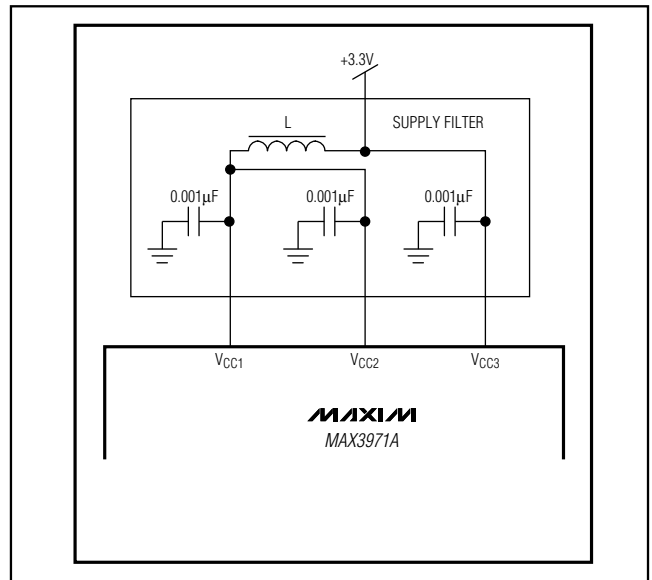 +3.3V
L SUPPLY FILTER
0.001µF 0.001µF 0.001µF
VCC1 VCC2 VCC3
MAXIM
MAX3971A